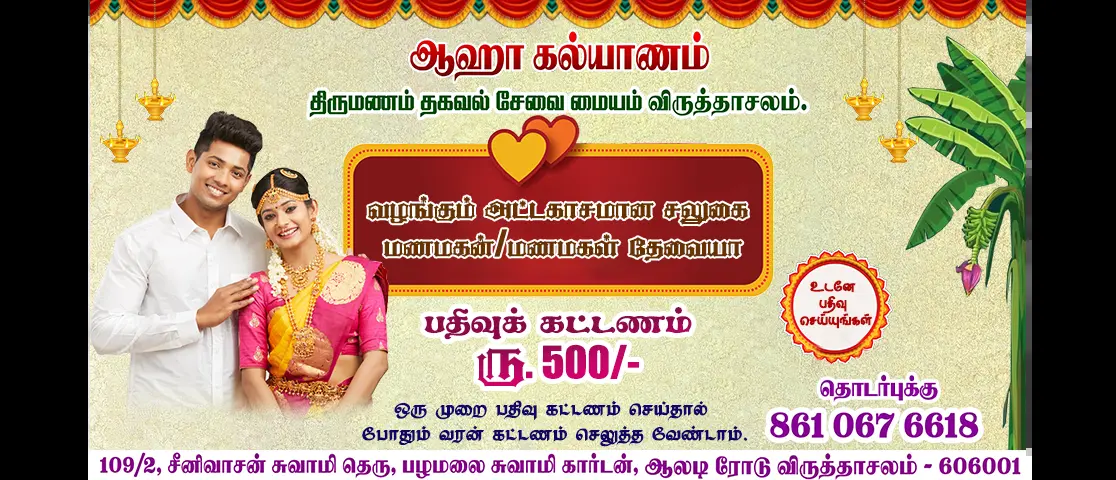 ஆஹா கல்யாணம்
திருமணம் தகவல் சேவை மையம் விருத்தாசலம்.
வழங்கும் அட்டகாசமான சலுகை
மணமகன்/மணமகள் தேவையா
உடனே
பதிவு
செய்யுங்கள்
பதிவுக் கட்டணம்
ரூ. 500/-
ஒரு முறை பதிவு கட்டணம் செய்தால்
போதும் வரன் கட்டணம் செலுத்த வேண்டாம்.
தொடர்புக்கு
861 067 6618
109/2, சீனிவாசன் சுவாமி தெரு, பழமலை சுவாமி கார்டன், ஆலடி ரோடு விருத்தாசலம் - 606001